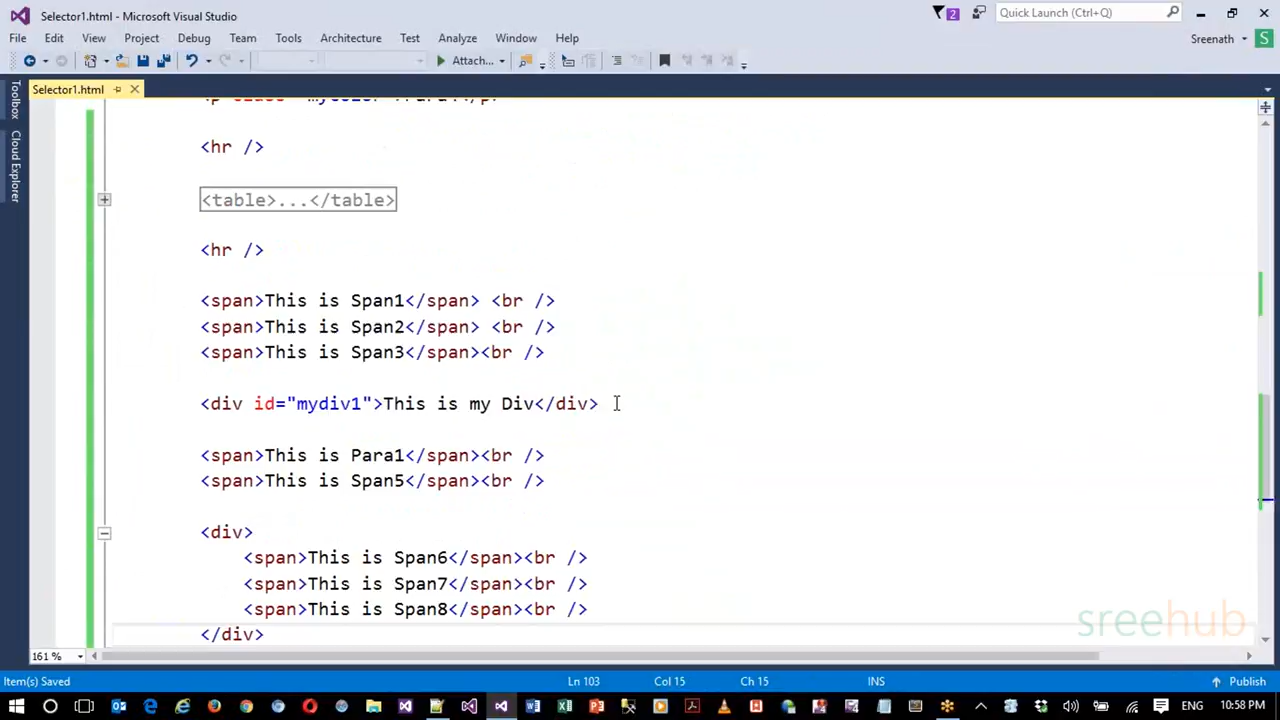 Selector1.html - Microsoft Visual Studio
2
Quick Launch (Ctrl+Q)
File Edit View Project Debug Team Tools Architecture Test Analyze Window Help
Sreenath S
Attach...
Selector1.html
Toolbox
Cloud Explorer
<hr />
<table>...</table>
<hr />
<span>This is Span1</span> <br />
<span>This is Span2</span> <br />
<span>This is Span3</span><br />
<div id="mydiv1">This is my Div</div>
<span>This is Para1</span><br />
<span>This is Span5</span><br />
<div>
<span>This is Span6</span><br />
<span>This is Span7</span><br />
<span>This is Span8</span><br />
</div>
sreehub
161 %
Item(s) Saved Ln 103 Col 15 Ch 15 INS Publish
10:58 PM